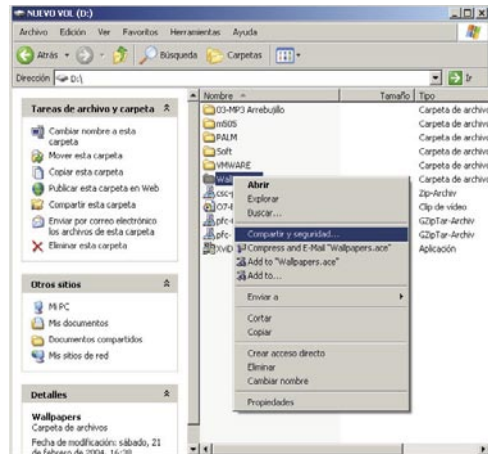 NUEVO VOL (D:)
Archivo Edición Ver Favoritos Herramientas Ayuda
Atrás Búsqueda Carpetas
Dirección D:\ Ir
Tareas de archivo y carpeta
Cambiar nombre a esta
carpeta
Mover esta carpeta
Copiar esta carpeta
Publicar esta carpeta en Web
Compartir esta carpeta
Enviar por correo electrónico
los archivos de esta carpeta
Eliminar esta carpeta
Otros sitios
Mi PC
Mis documentos
Documentos compartidos
Mis sitios de red
Detalles
Wallpapers
Carpeta de archivos
Fecha de modificación: sábado, 21
de febrero de 2004, 16:28
Nombre Tamaño Tipo
03-MP3 Arrebujllo Carpeta de archivo
m505 Carpeta de archivo
PALM Carpeta de archivo
Soft Carpeta de archivo
VMWARE Carpeta de archivo
Carpeta de archivo
Zip-Archiv
Clip de vídeo
GZipTar-Archiv
GZipTar-Archiv
Aplicación
Abrir
Explorar
Buscar...
Compartir y seguridad...
Compress and E-Mail "Wallpapers.ace"
Add to "Wallpapers.ace"
Add to...
Enviar a
Cortar
Copiar
Crear acceso directo
Eliminar
Cambiar nombre
Propiedades